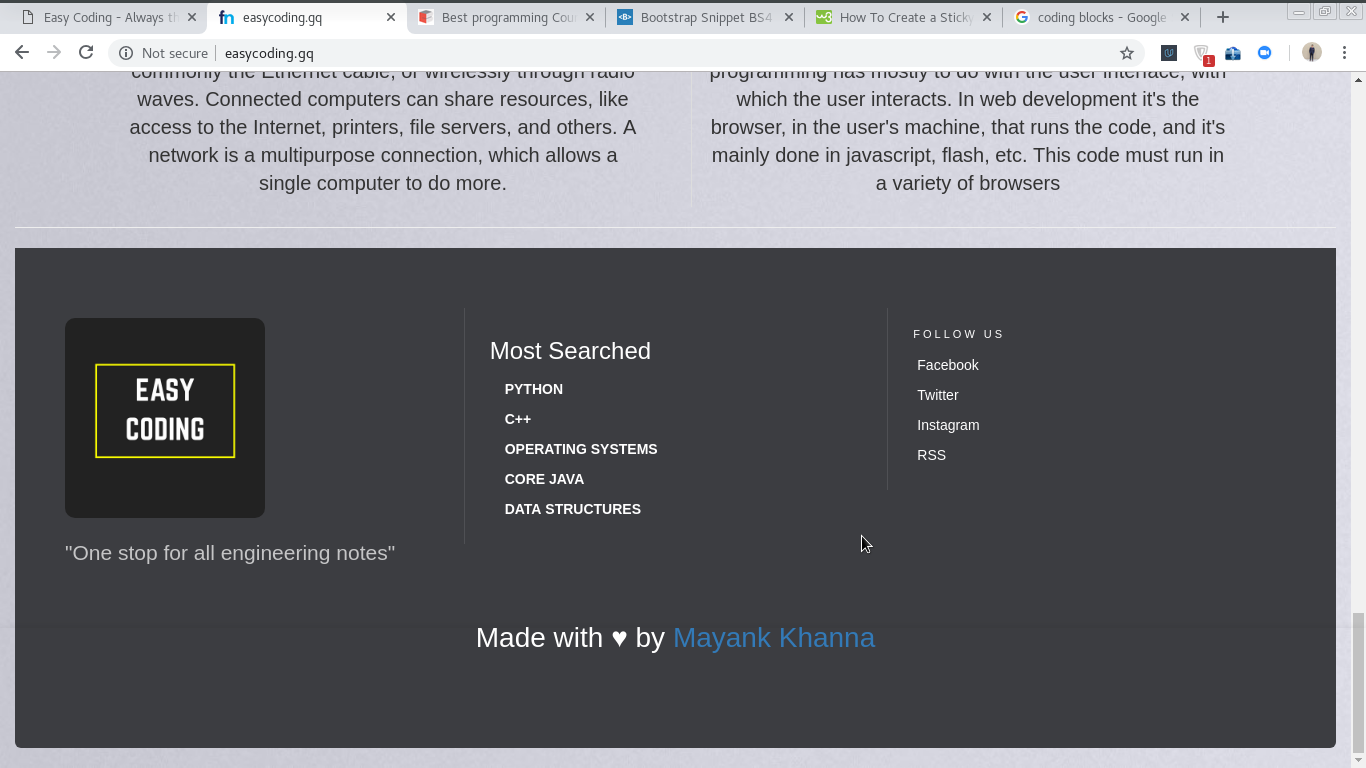 Easy Coding - Always th
easycoding.gq
Best programming Cou
Bootstrap Snippet BS4
How To Create a Sticky
coding blocks - Google
Not secure
easycoding.gq
1
commonly the Ethernet cable, or wirelessly through radio
waves. Connected computers can share resources, like
access to the Internet, printers, file servers, and others. A
network is a multipurpose connection, which allows a
single computer to do more.
programming has mostly to do with the user interface, with
which the user interacts. In web development it's the
browser, in the user's machine, that runs the code, and it's
mainly done in javascript, flash, etc. This code must run in
a variety of browsers
EASY
CODING
"One stop for all engineering notes"
Most Searched
PYTHON
C++
OPERATING SYSTEMS
CORE JAVA
DATA STRUCTURES
FOLLOW US
Facebook
Twitter
Instagram
RSS
Made with ♥ by Mayank Khanna